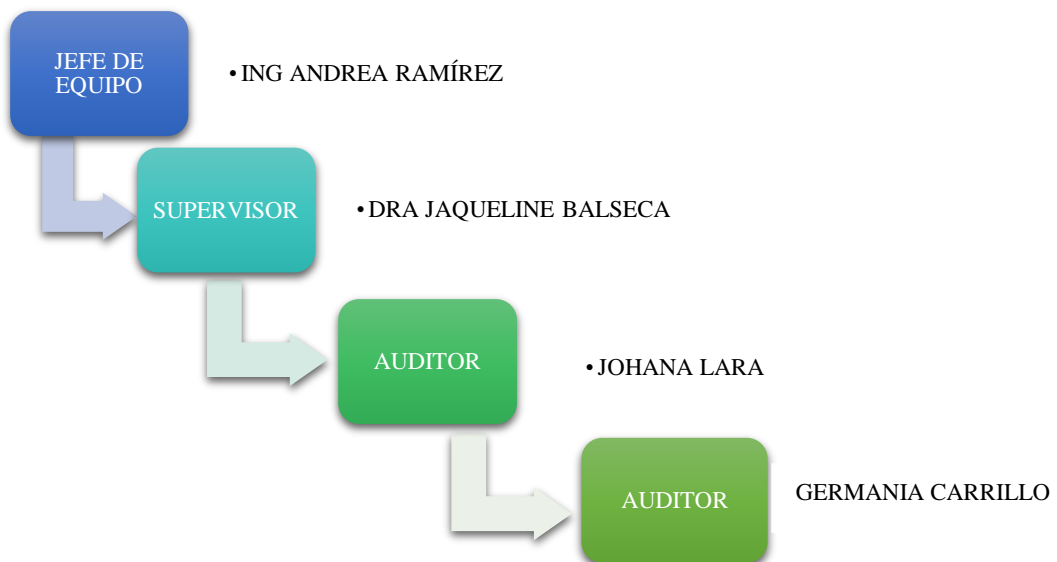 JEFE DE
EQUIPO
• ING ANDREA RAMÍREZ
SUPERVISOR
• DRA JAQUELINE BALSECA
AUDITOR
• JOHANA LARA
AUDITOR
GERMANIA CARRILLO